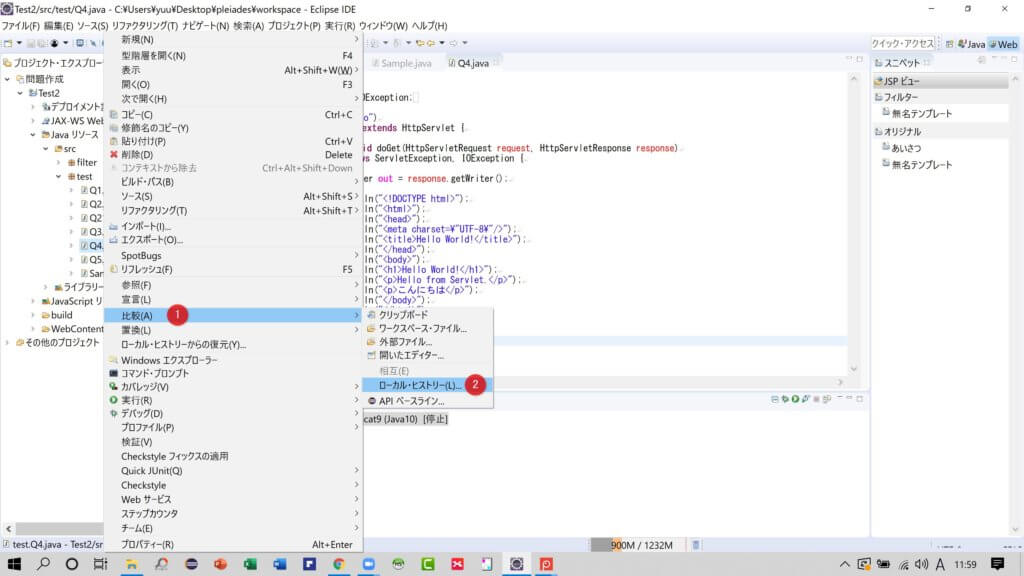 Test2/src/test/Q4.java - C:¥Users¥yuu¥Desktop¥pleiades¥workspace - Eclipse IDE
ファイル(F) 編集(E) ソース(S) リファクタリング(T) ナビゲート(N) 検索(A) プロジェクト(P) 実行(R) ウィンドウ(W) ヘルプ(H)
クイック・アクセス
Java
Web
プロジェクト・エクスプロー
問題作成
Test2
デプロイメント記
JAX-WS Web
Java リソース
src
filter
test
Q1.
Q2.
Q2
Q3.
Q4.
Q5.
San
ライブラリー
JavaScript リ
build
WebContent
その他のプロジェクト
新規(N)
型階層を開く(N) F4
表示 Alt+Shift+W(W)
開く(O) F3
次で開く(H)
コピー(C) Ctrl+C
修飾名のコピー(Y)
貼り付け(P) Ctrl+V
削除(D) Delete
コンテキストから除去 Ctrl+Alt+Shift+Down
ビルド・パス(B)
ソース(S) Alt+Shift+S
リファクタリング(T) Alt+Shift+T
インポート(I)...
エクスポート(O)...
SpotBugs
リフレッシュ(F) F5
参照(F)
宣言(L)
比較(A) 1
置換(L)
ローカル・ヒストリーからの復元(Y)...
Windows エクスプローラー
コマンド・プロンプト
カバレッジ(V)
実行(R)
デバッグ(D)
プロファイル(P)
検証(V)
Checkstyle フィックスの適用
Quick JUnit(Q)
Checkstyle
Web サービス
ステップカウンタ
チーム(E)
プロパティー(R) Alt+Enter
クリップボード
ワークスペース・ファイル...
外部ファイル...
開いたエディター...
相互(E)
ローカル・ヒストリー(L)... 2
API ベースライン...
Sample.java
Q4.java
OException;
o")
extends HttpServlet {
id doGet(HttpServletRequest request, HttpServletResponse response)
ws ServletException, IOException {
er out = response.getWriter();
ln("<!DOCTYPE html>");
ln("<html>");
ln("<head>");
ln("<meta charset=¥"UTF-8¥"/>");
ln("<title>Hello World!</title>");
ln("</head>");
ln("<body>");
ln("<h1>Hello World!</h1>");
ln("<p>Hello from Servlet.</p>");
ln("<p>こんにちは</p>");
ln("</body>");
cat9 (Java10) [停止]
スニペット
JSP ビュー
フィルター
無名テンプレート
オリジナル
あいさつ
無名テンプレート
test.Q4.java - Test2/sr
900M / 1232M
A 11:59